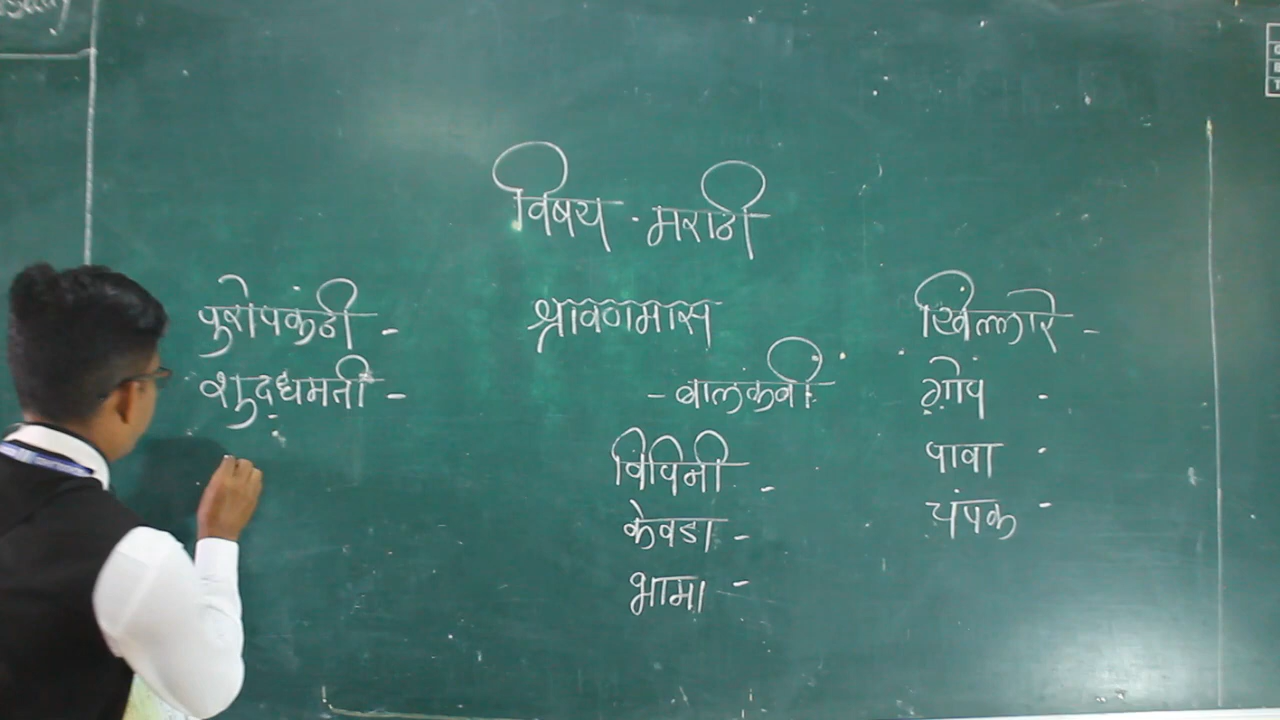 विषय - मराठी
पुरोपकंठी -
शुद्धमती -
श्रावणमास
- बालकवी
विपिनी -
केवडा -
भामा -
खिल्लारे -
गोप -
पावा -
चंपक -